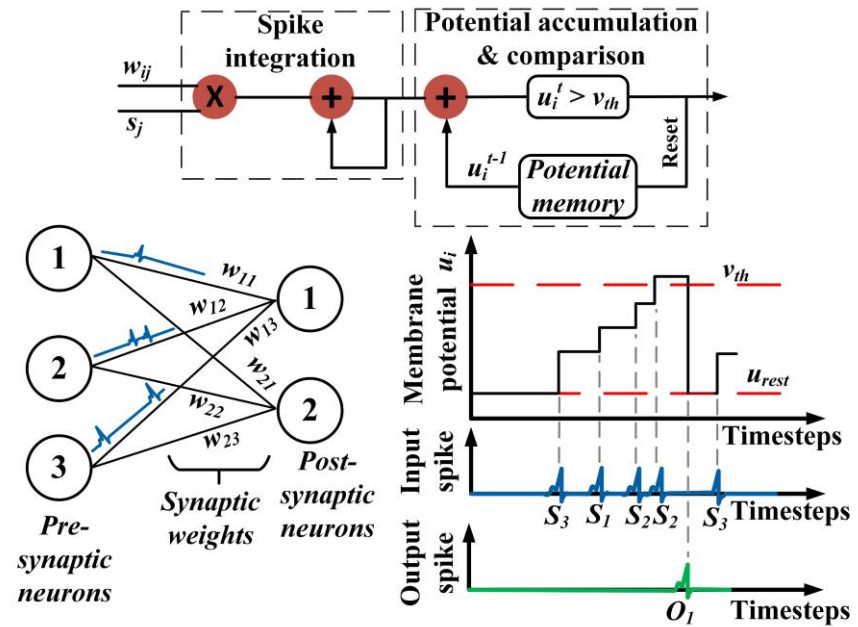 Spike
integration
Potential accumulation
& comparison
w_ij
s_j
X
+
+
u_i^t > v_th
Reset
u_i^t-1
Potential
memory
1
2
3
w_11
w_12
w_13
w_21
w_22
w_23
1
2
Pre-
synaptic
neurons
Synaptic
weights
Post-
synaptic
neurons
Membrane
potential
u_i
v_th
u_rest
Timesteps
Input
spike
S_3 S_1 S_2 S_2 S_3
Timesteps
Output
spike
O_1
Timesteps